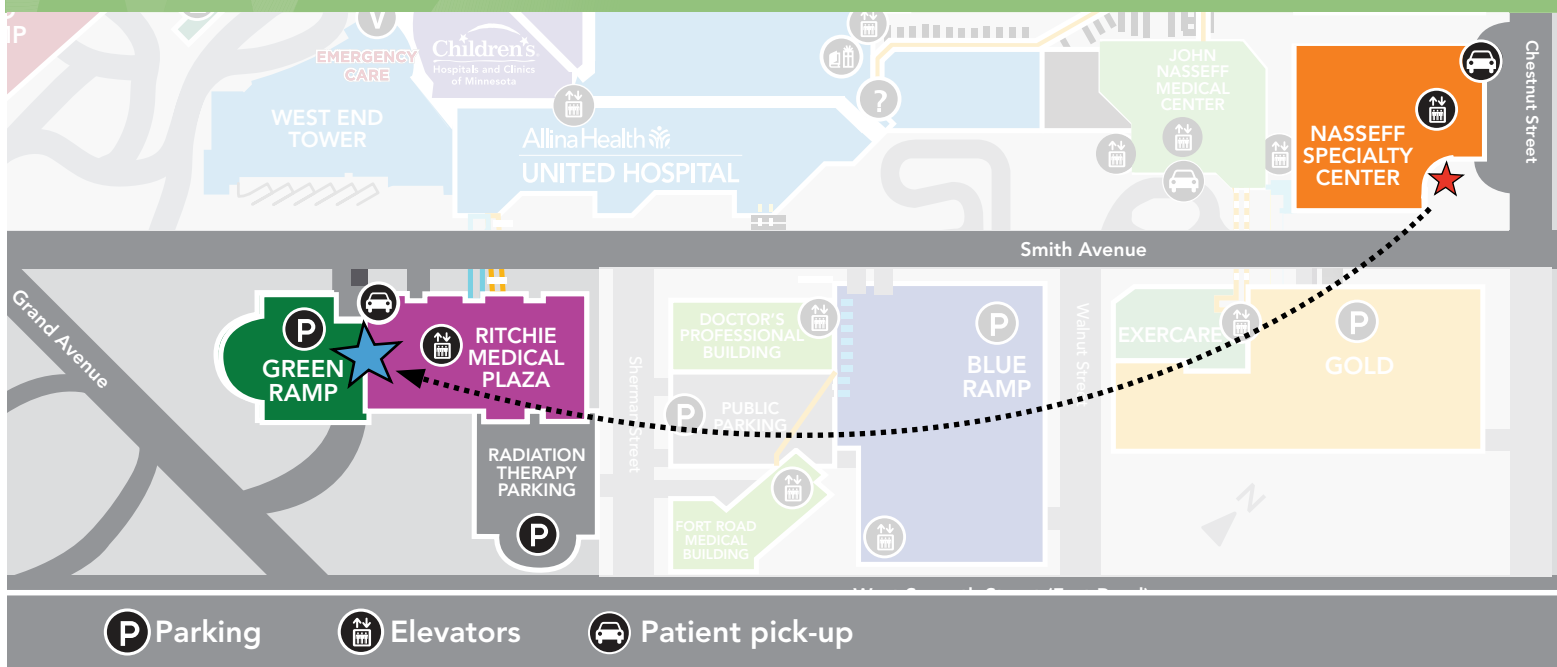 IP
V
EMERGENCY
CARE
Children's
Hospitals and Clinics
of Minnesota
WEST END
TOWER
Allina Health
UNITED HOSPITAL
?
JOHN
NASSEFF
MEDICAL
CENTER
NASSEFF
SPECIALTY
CENTER
Chestnut Street
Smith Avenue
Grand Avenue
P
GREEN
RAMP
RITCHIE
MEDICAL
PLAZA
RADIATION
THERAPY
PARKING
P
Sherman Street
DOCTOR'S
PROFESSIONAL
BUILDING
P
PUBLIC
PARKING
FORT ROAD
MEDICAL
BUILDING
P
BLUE
RAMP
Walnut Street
EXERCARE
P
GOLD
N
P Parking
Elevators
Patient pick-up